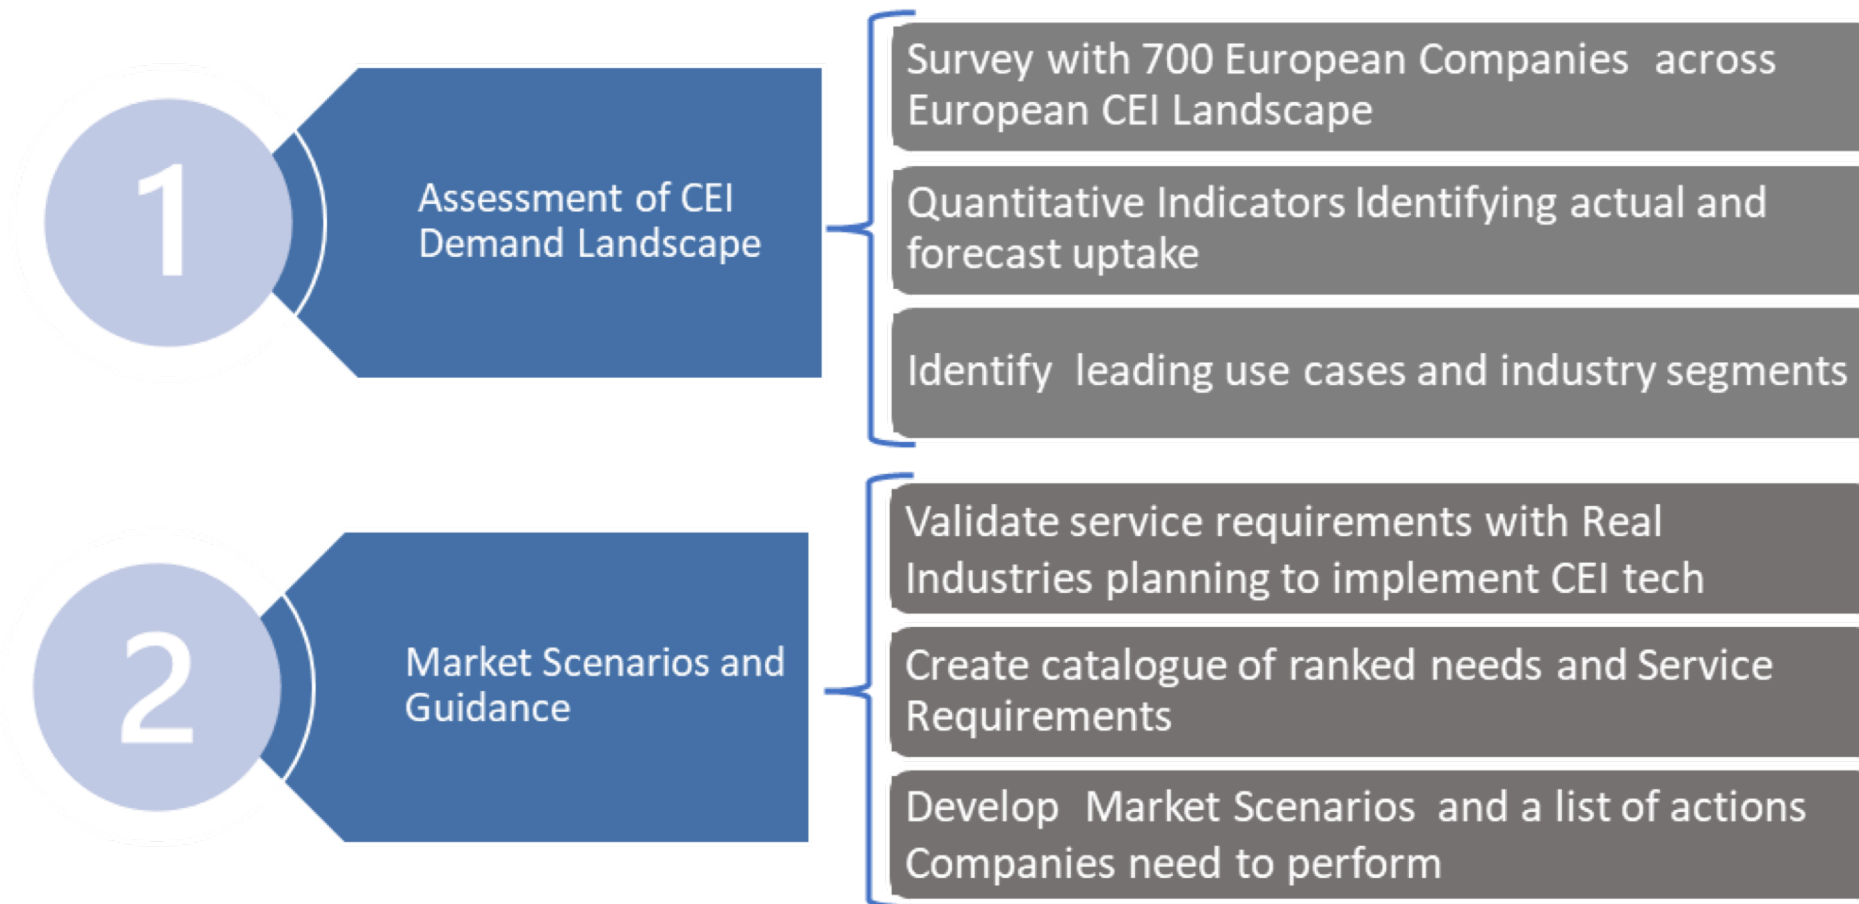 1
Assessment of CEI
Demand Landscape
Survey with 700 European Companies across
European CEI Landscape
Quantitative Indicators Identifying actual and
forecast uptake
Identify leading use cases and industry segments
2
Market Scenarios and
Guidance
Validate service requirements with Real
Industries planning to implement CEI tech
Create catalogue of ranked needs and Service
Requirements
Develop Market Scenarios and a list of actions
Companies need to perform